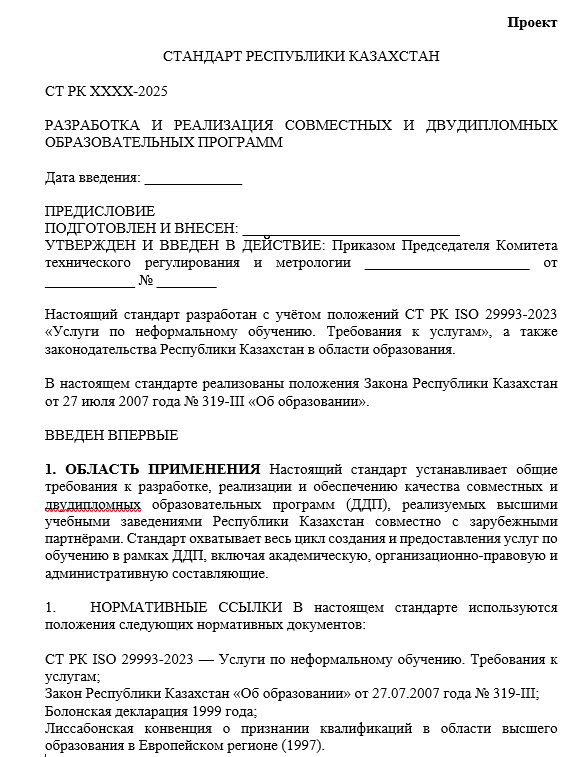 Проект
СТАНДАРТ РЕСПУБЛИКИ КАЗАХСТАН
СТ РК XXXX-2025
РАЗРАБОТКА И РЕАЛИЗАЦИЯ СОВМЕСТНЫХ И ДВУДИПЛОМНЫХ
ОБРАЗОВАТЕЛЬНЫХ ПРОГРАММ
Дата введения: _____________
ПРЕДИСЛОВИЕ
ПОДГОТОВЛЕН И ВНЕСЕН: _____________________________
УТВЕРЖДЕН И ВВЕДЕН В ДЕЙСТВИЕ: Приказом Председателя Комитета
технического регулирования и метрологии ______________________ от
____________ № ________
Настоящий стандарт разработан с учётом положений СТ РК ISO 29993-2023
«Услуги по неформальному обучению. Требования к услугам», а также
законодательства Республики Казахстан в области образования.
В настоящем стандарте реализованы положения Закона Республики Казахстан
от 27 июля 2007 года № 319-III «Об образовании».
ВВЕДЕН ВПЕРВЫЕ
1. ОБЛАСТЬ ПРИМЕНЕНИЯ Настоящий стандарт устанавливает общие
требования к разработке, реализации и обеспечению качества совместных и
двудипломных образовательных программ (ДДП), реализуемых высшими
учебными заведениями Республики Казахстан совместно с зарубежными
партнёрами. Стандарт охватывает весь цикл создания и предоставления услуг по
обучению в рамках ДДП, включая академическую, организационно-правовую и
административную составляющие.
1. НОРМАТИВНЫЕ ССЫЛКИ В настоящем стандарте используются
положения следующих нормативных документов:
СТ РК ISO 29993-2023 — Услуги по неформальному обучению. Требования к
услугам;
Закон Республики Казахстан «Об образовании» от 27.07.2007 года № 319-III;
Болонская декларация 1999 года;
Лиссабонская конвенция о признании квалификаций в области высшего
образования в Европейском регионе (1997).